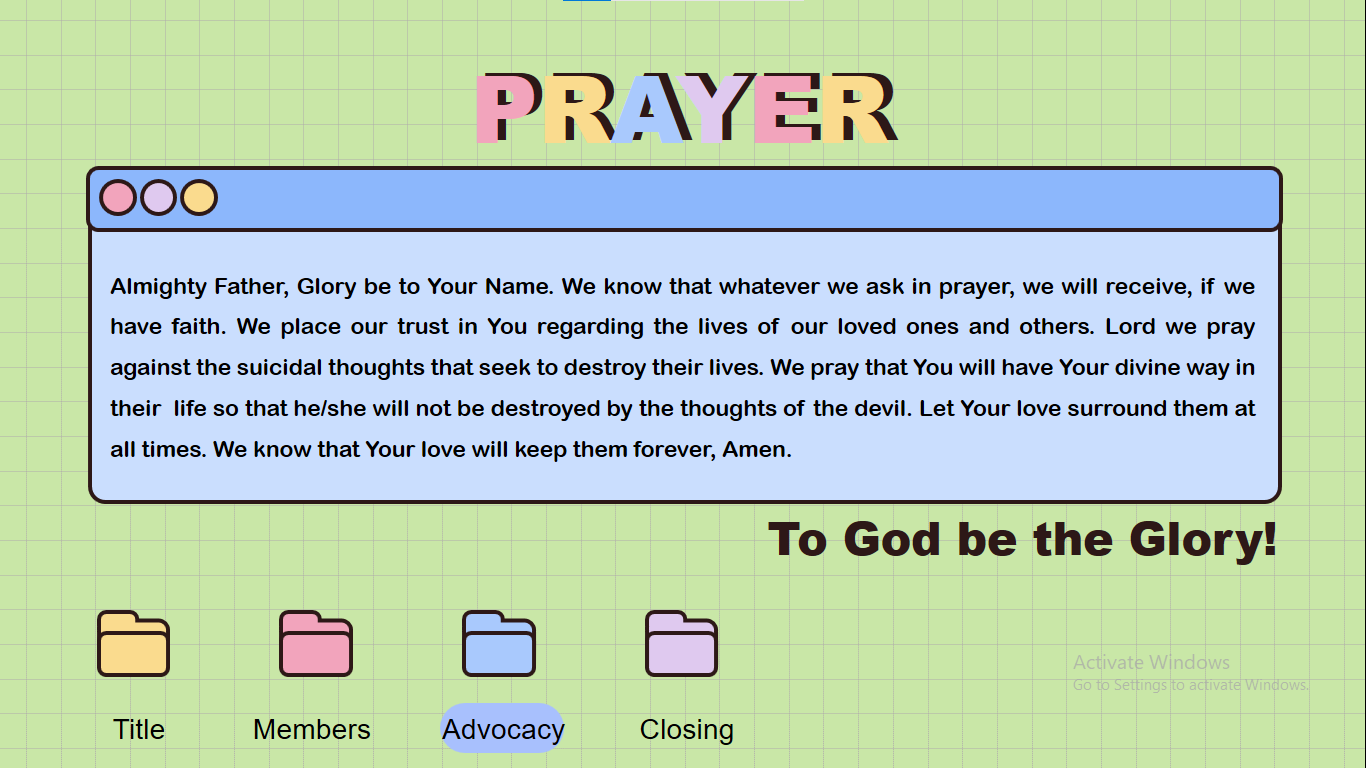 PRAYER
Almighty Father, Glory be to Your Name. We know that whatever we ask in prayer, we will receive, if we
have faith. We place our trust in You regarding the lives of our loved ones and others. Lord we pray
against the suicidal thoughts that seek to destroy their lives. We pray that You will have Your divine way in
their life so that he/she will not be destroyed by the thoughts of the devil. Let Your love surround them at
all times. We know that Your love will keep them forever, Amen.
To God be the Glory!
Activate Windows
Go to Settings to activate Windows.
Title
Members
Advocacy
Closing